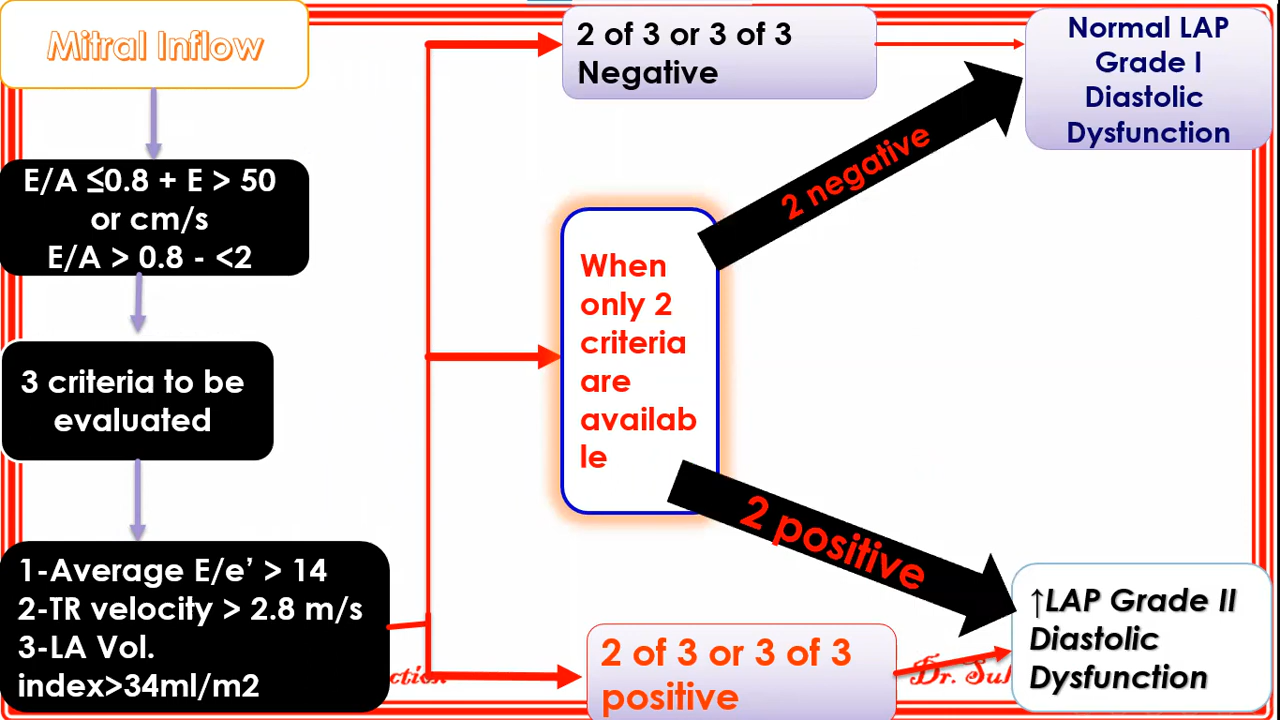 Mitral Inflow
E/A ≤0.8 + E > 50
or cm/s
E/A > 0.8 - <2
3 criteria to be
evaluated
1-Average E/e’ > 14
2-TR velocity > 2.8 m/s
3-LA Vol.
index>34ml/m2
2 of 3 or 3 of 3
Negative
When
only 2
criteria
are
availab
le
2 of 3 or 3 of 3
positive
2 negative
2 positive
Normal LAP
Grade I
Diastolic
Dysfunction
↑LAP Grade II
Diastolic
Dysfunction
Dr.